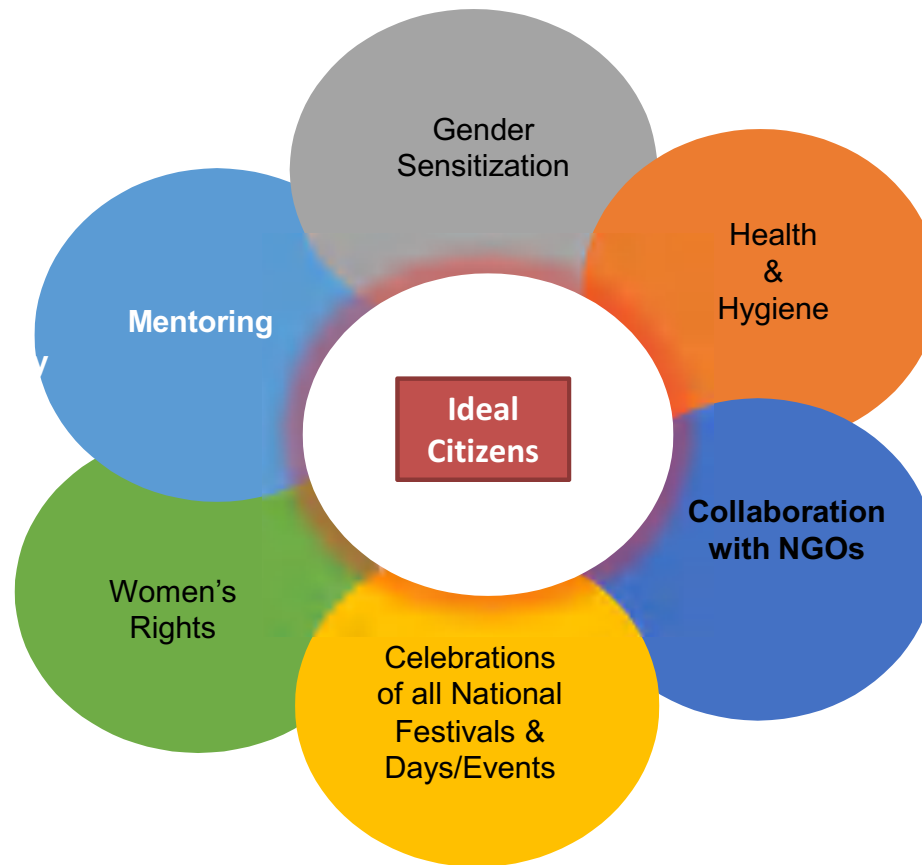 Gender
Sensitization
Health
&
Hygiene
Mentoring
y
Ideal
Citizens
Collaboration
with NGOs
Women's
Rights
Celebrations
of all National
Festivals &
Days/Events